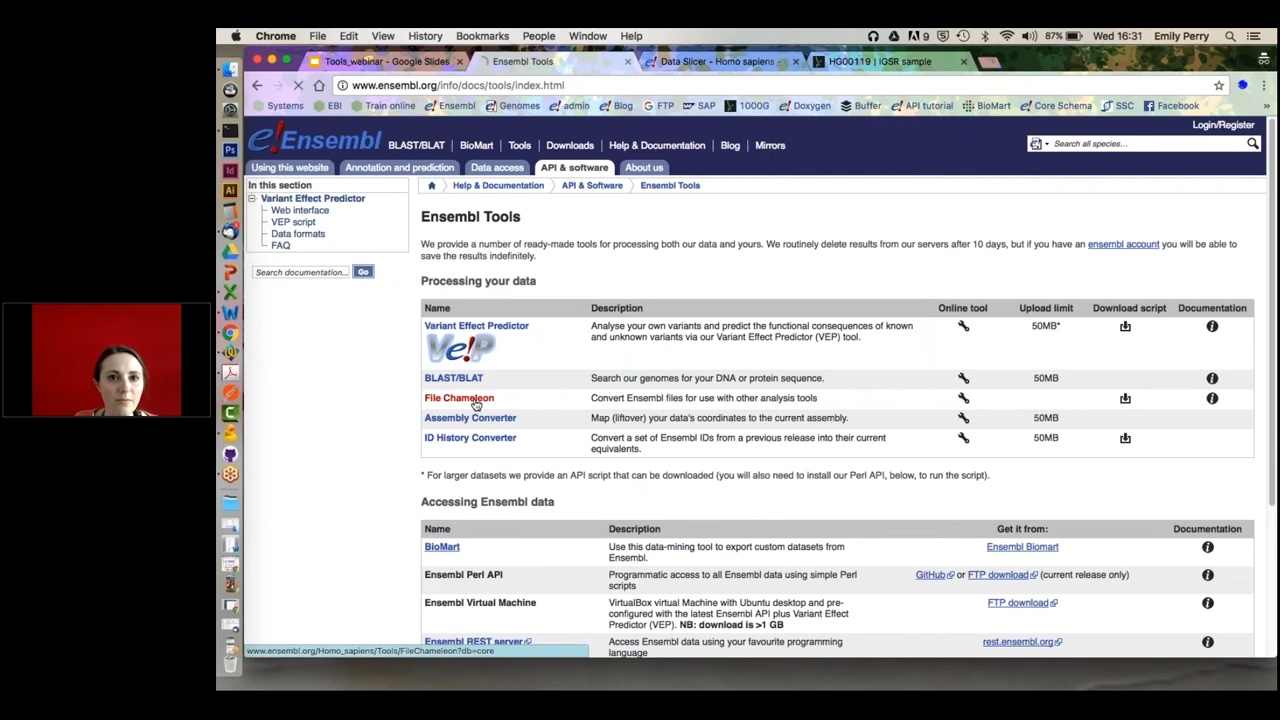 Chrome File Edit View History Bookmarks People Window Help 87% Wed 16:31 Emily Perry
Tools_webinar - Google Slides Ensembl Tools Data Slicer - Homo sapiens - HG00119 | IGSR sample
www.ensembl.org/info/docs/tools/index.html
Systems EBI Train online Ensembl Genomes admin Blog FTP SAP 1000G Doxygen Buffer API tutorial BioMart Core Schema SSC Facebook »
Login/Register
e!Ensembl BLAST/BLAT | BioMart | Tools | Downloads | Help & Documentation | Blog | Mirrors Search all species...
Using this website Annotation and prediction Data access API & software About us
In this section
Variant Effect Predictor
Web interface
VEP script
Data formats
FAQ
Search documentation... Go
Help & Documentation API & Software Ensembl Tools
Ensembl Tools
We provide a number of ready-made tools for processing both our data and yours. We routinely delete results from our servers after 10 days, but if you have an ensembl account you will be able to
save the results indefinitely.
Processing your data
Name Description Online tool Upload limit Download script Documentation
Variant Effect Predictor Analyse your own variants and predict the functional consequences of known 50MB*
and unknown variants via our Variant Effect Predictor (VEP) tool.
Ve!P
BLAST/BLAT Search our genomes for your DNA or protein sequence. 50MB
File Chameleon Convert Ensembl files for use with other analysis tools
Assembly Converter Map (liftover) your data's coordinates to the current assembly. 50MB
ID History Converter Convert a set of Ensembl IDs from a previous release into their current 50MB
equivalents.
* For larger datasets we provide an API script that can be downloaded (you will also need to install our Perl API, below, to run the script).
Accessing Ensembl data
Name Description Get it from: Documentation
BioMart Use this data-mining tool to export custom datasets from Ensembl Biomart
Ensembl.
Ensembl Perl API Programmatic access to all Ensembl data using simple Perl GitHub or FTP download (current release only)
scripts
Ensembl Virtual Machine VirtualBox virtual Machine with Ubuntu desktop and pre- FTP download
configured with the latest Ensembl API plus Variant Effect
Predictor (VEP). NB: download is >1 GB
Ensembl REST server Access Ensembl data using your favourite programming rest.ensembl.org
language
www.ensembl.org/Homo_sapiens/Tools/FileChameleon?db=core